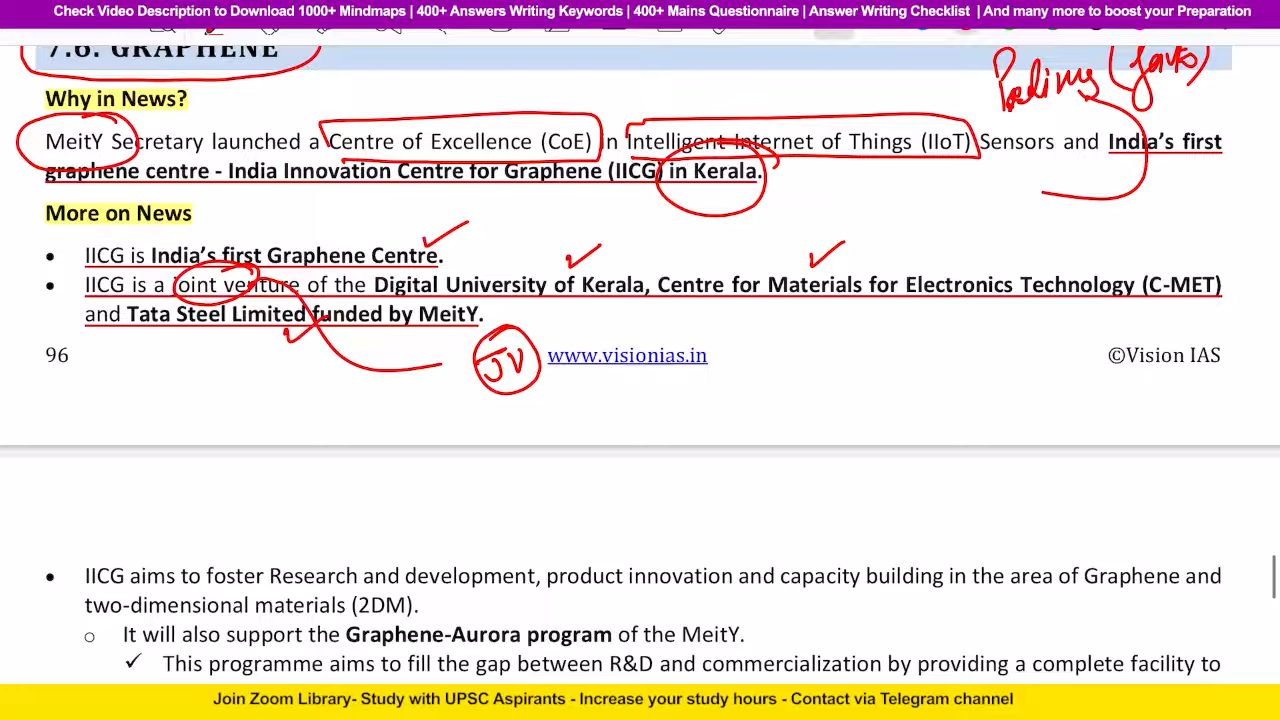 Check Video Description to Download 1000+ Mindmaps | 400+ Answers Writing Keywords | 400+ Mains Questionnaire | Answer Writing Checklist | And many more to boost your Preparation
7.6. GRAPHENE
Why in News?
MeitY Secretary launched a Centre of Excellence (CoE) in Intelligent Internet of Things (IIoT) Sensors and India's first
graphene centre - India Innovation Centre for Graphene (IICG) in Kerala.
More on News
• IICG is India's first Graphene Centre.
• IICG is a joint venture of the Digital University of Kerala, Centre for Materials for Electronics Technology (C-MET)
and Tata Steel Limited funded by MeitY.
JV
96 www.visionias.in ©Vision IAS
• IICG aims to foster Research and development, product innovation and capacity building in the area of Graphene and
two-dimensional materials (2DM).
o It will also support the Graphene-Aurora program of the MeitY.
✓ This programme aims to fill the gap between R&D and commercialization by providing a complete facility to
Join Zoom Library- Study with UPSC Aspirants - Increase your study hours - Contact via Telegram channel